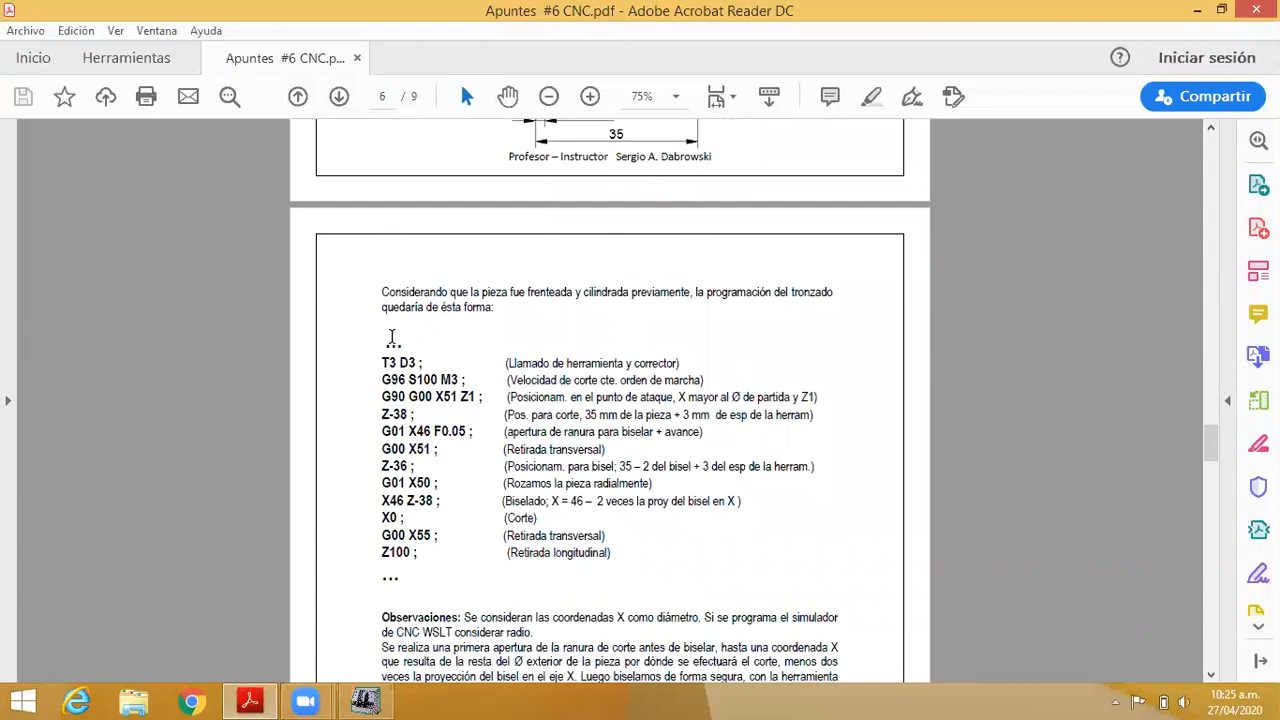 Apuntes #6 CNC.pdf - Adobe Acrobat Reader DC
Archivo Edición Ver Ventana Ayuda
Inicio Herramientas Apuntes #6 CNC.p... × Iniciar sesión
6 / 9 75% Compartir
35
Profesor – Instructor Sergio A. Dabrowski
Considerando que la pieza fue frenteada y cilindrada previamente, la programación del tronzado
quedaría de ésta forma:
...
T3 D3 ; (Llamado de herramienta y corrector)
G96 S100 M3 ; (Velocidad de corte cte. orden de marcha)
G90 G00 X51 Z1 ; (Posicionam. en el punto de ataque, X mayor al Ø de partida y Z1)
Z-38 ; (Pos. para corte, 35 mm de la pieza + 3 mm de esp de la herram)
G01 X46 F0.05 ; (apertura de ranura para biselar + avance)
G00 X51 ; (Retirada transversal)
Z-36 ; (Posicionam. para bisel; 35 – 2 del bisel + 3 del esp de la herram.)
G01 X50 ; (Rozamos la pieza radialmente)
X46 Z-38 ; (Biselado; X = 46 – 2 veces la proy del bisel en X )
X0 ; (Corte)
G00 X55 ; (Retirada transversal)
Z100 ; (Retirada longitudinal)
...
Observaciones: Se consideran las coordenadas X como diámetro. Si se programa el simulador
de CNC WSLT considerar radio.
Se realiza una primera apertura de la ranura de corte antes de biselar, hasta una coordenada X
que resulta de la resta del Ø exterior de la pieza por dónde se efectuará el corte, menos dos
veces la proyección del bisel en el eje X. Luego biselamos de forma segura, con la herramienta
10:25 a.m.
27/04/2020